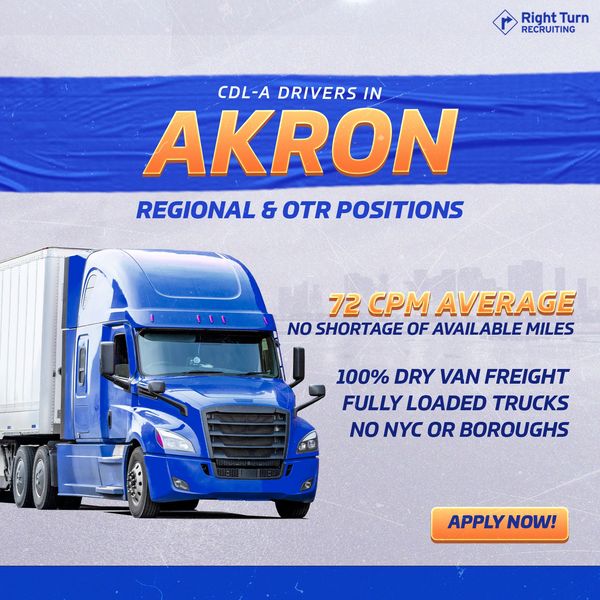 Right Turn
RECRUITING
CDL-A DRIVERS IN
AKRON
REGIONAL & OTR POSITIONS
72 CPM AVERAGE
NO SHORTAGE OF AVAILABLE MILES
100% DRY VAN FREIGHT
FULLY LOADED TRUCKS
NO NYC OR BOROUGHS
APPLY NOW!